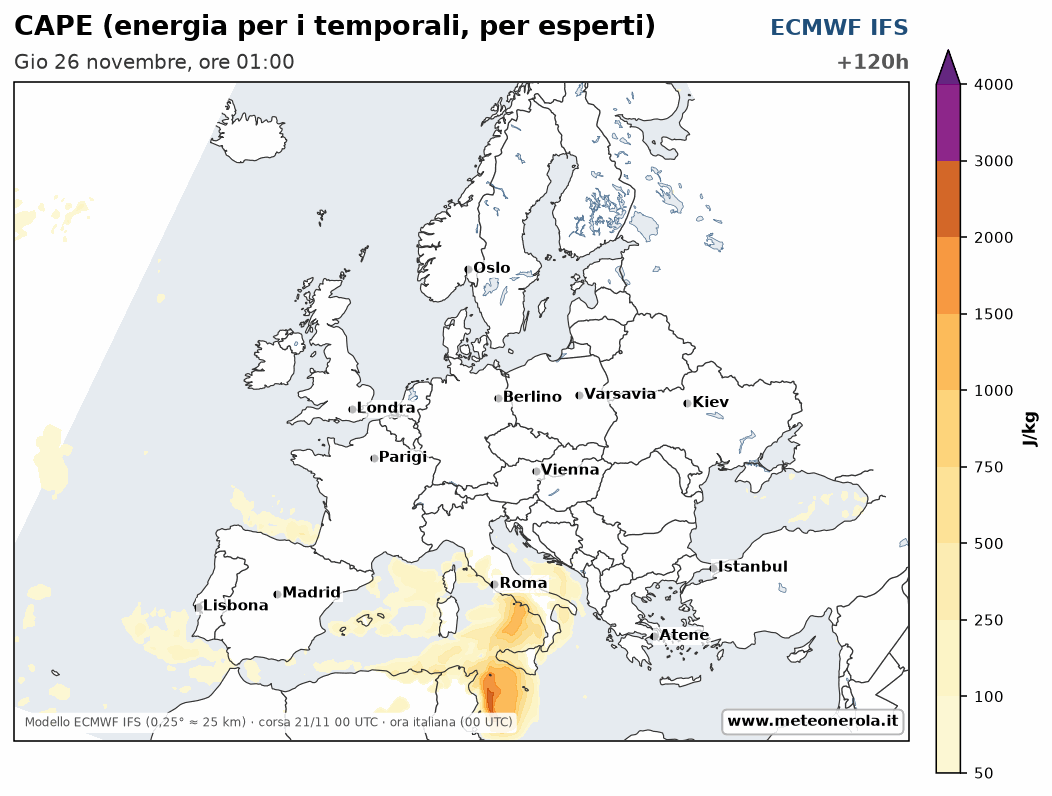 CAPE (energia per i temporali, per esperti)
ECMWF IFS
Gio 26 novembre, ore 01:00
+120h
Oslo
Berlino
Varsavia
Kiev
Londra
Parigi
Vienna
Istanbul
Roma
Madrid
Lisbona
Atene
Modello ECMWF IFS (0,25° ≈ 25 km) · corsa 21/11 00 UTC · ora italiana (00 UTC)
www.meteonerola.it
4000
3000
2000
1500
1000
750
500
250
100
50
J/kg